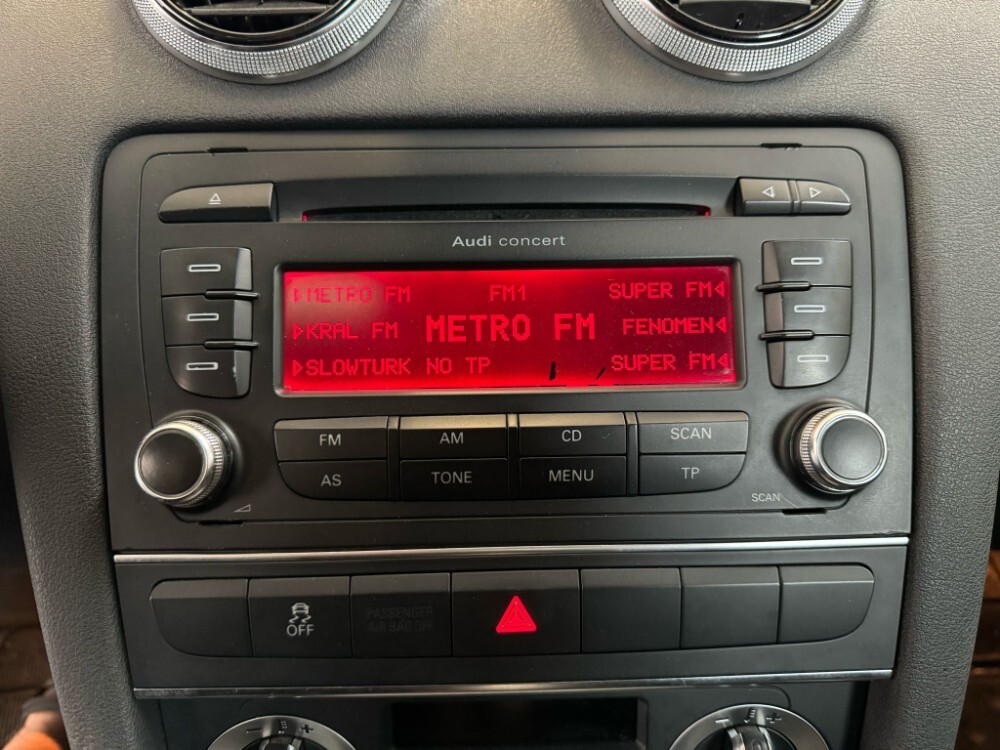 Audi concert
METRO FM FM1 SUPER FM
KRAL FM METRO FM FENOMEN
SLOWTURK NO TP SUPER FM
FM AM CD SCAN
AS TONE MENU TP
SCAN
OFF PASSENGER
AIR BAG OFF